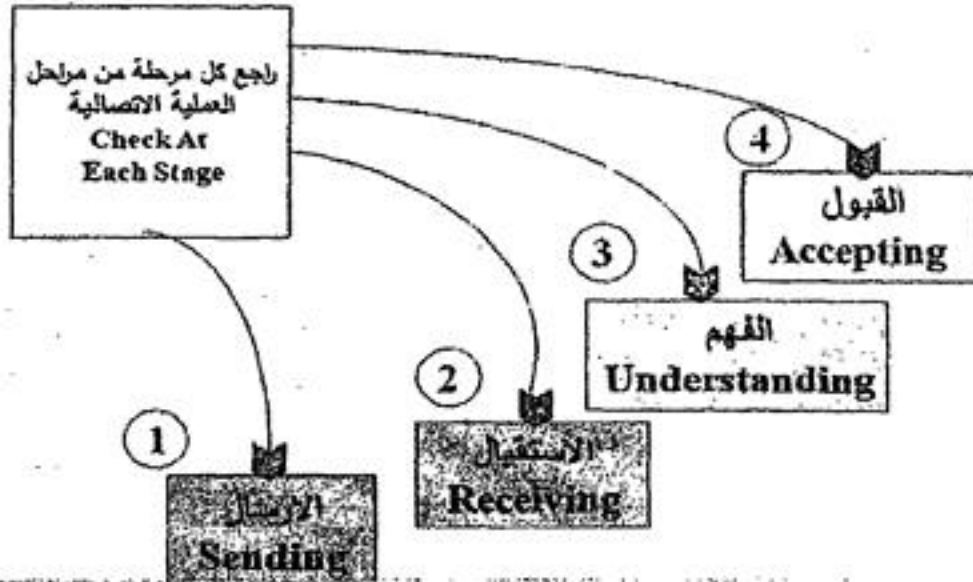 راجع كل مرحلة من مراحل
العملية الاتصالية
Check At
Each Stage
4
القبول
Accepting
3
الفهم
Understanding
2
الاستقبال
Receiving
1
الإرسال
Sending